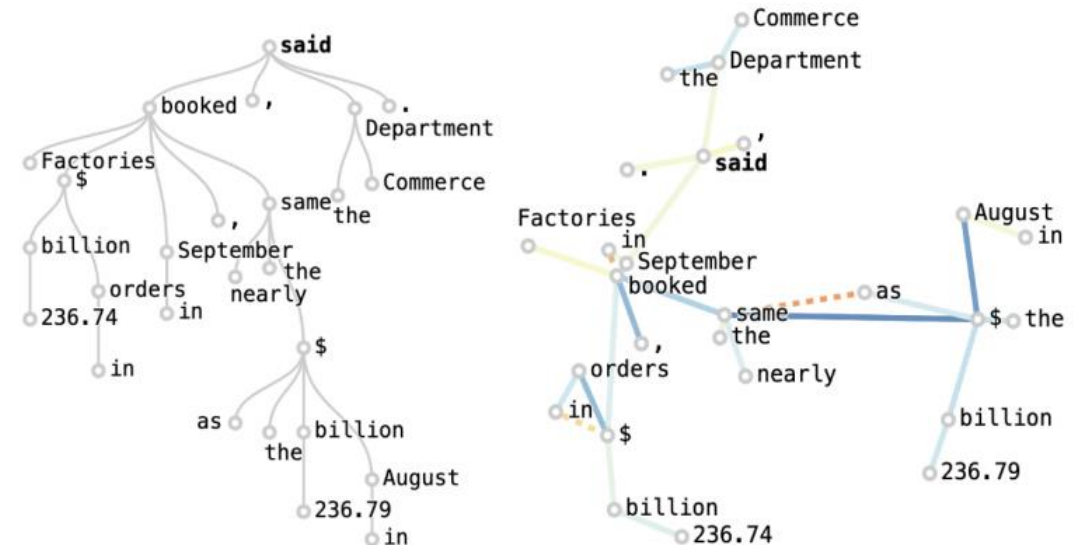 said
booked
,
.
Department
Factories
$
Commerce
same
the
,
billion
September
the
nearly
orders
236.74
in
in
$
as
billion
the
August
236.79
in
Commerce
Department
the
,
said
.
Factories
in
September
booked
August
in
as
same
$
the
the
,
orders
nearly
in
$
billion
236.79
billion
236.74